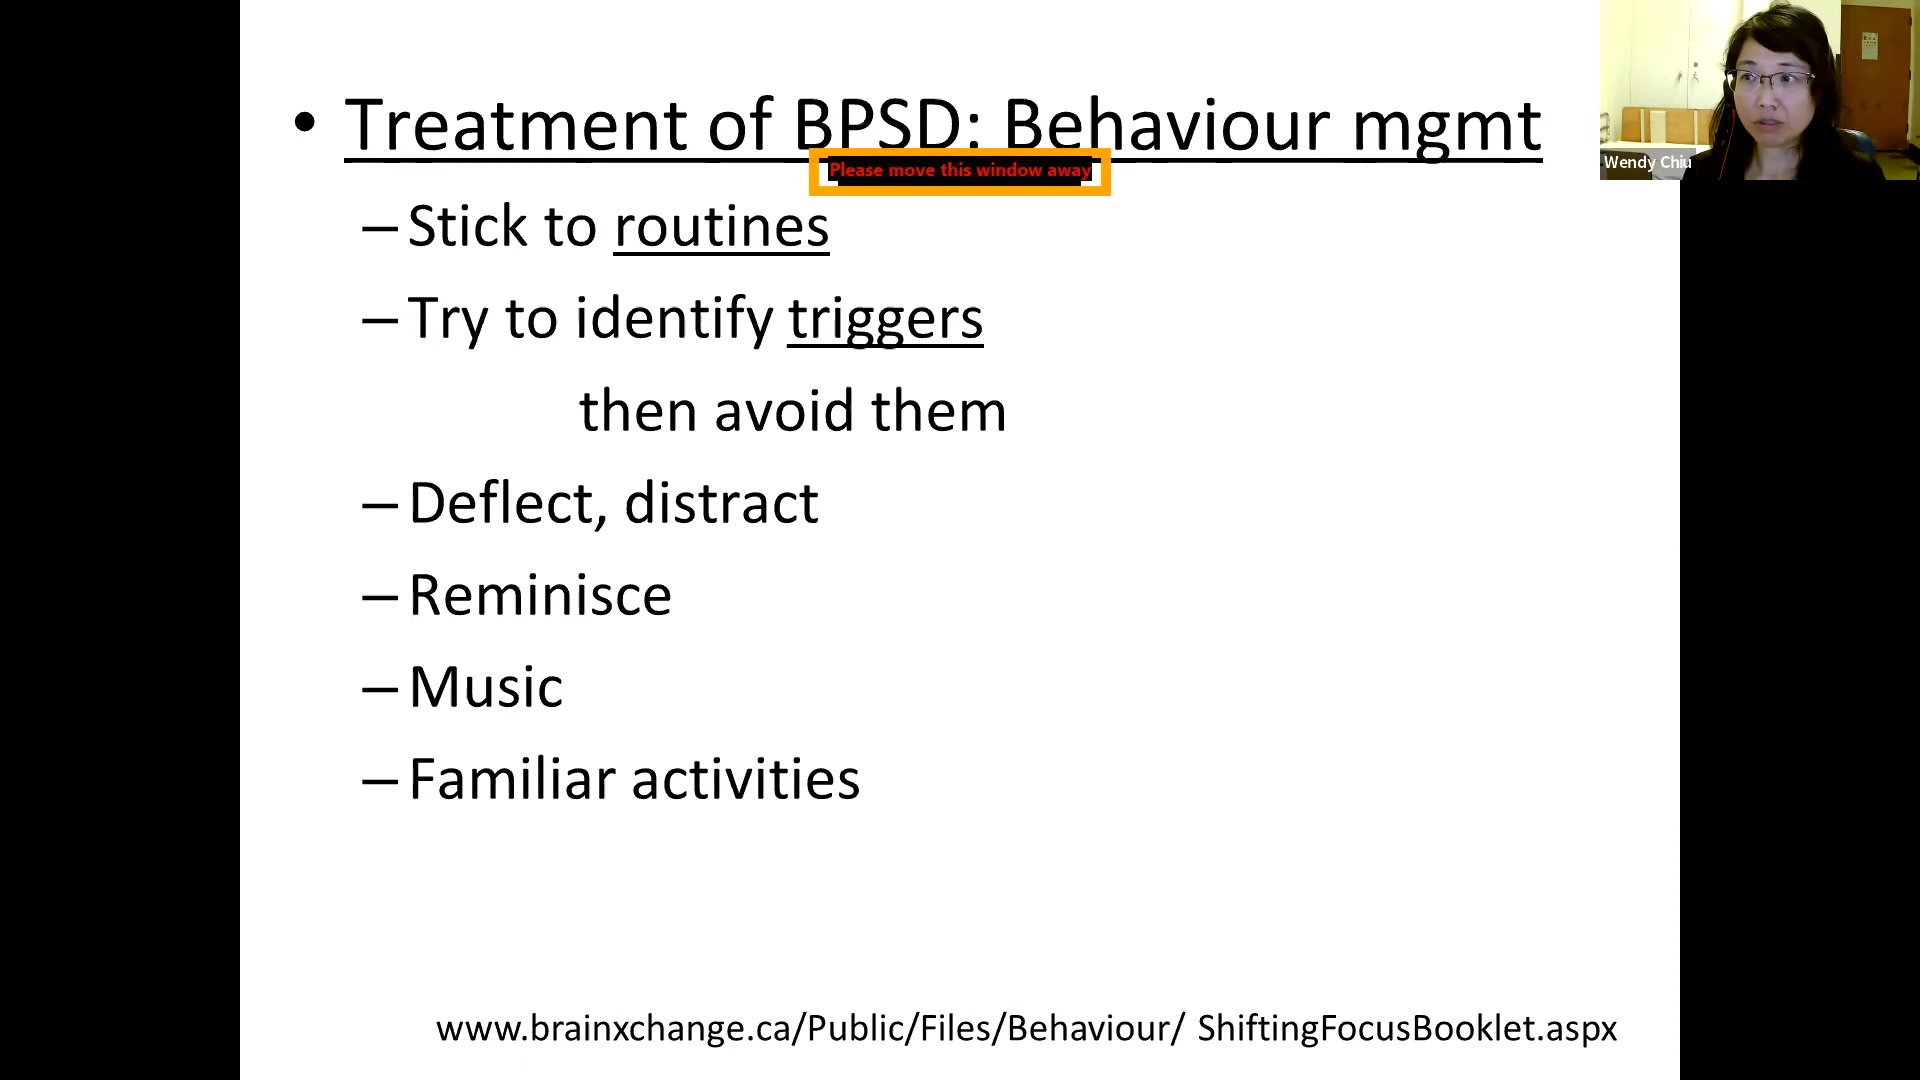 • Treatment of BPSD: Behaviour mgmt
Please move this window away
Wendy Chiu
– Stick to routines
– Try to identify triggers
then avoid them
– Deflect, distract
– Reminisce
– Music
– Familiar activities
www.brainxchange.ca/Public/Files/Behaviour/ ShiftingFocusBooklet.aspx